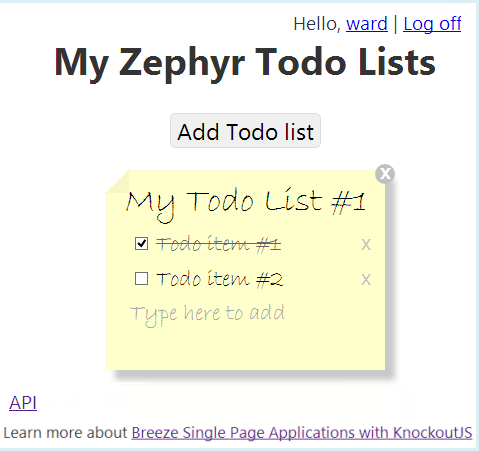 Hello, ward | Log off
My Zephyr Todo Lists
Add Todo list
X
My Todo List #1
Todo item #1 X
Todo item #2 X
Type here to add
API
Learn more about Breeze Single Page Applications with KnockoutJS